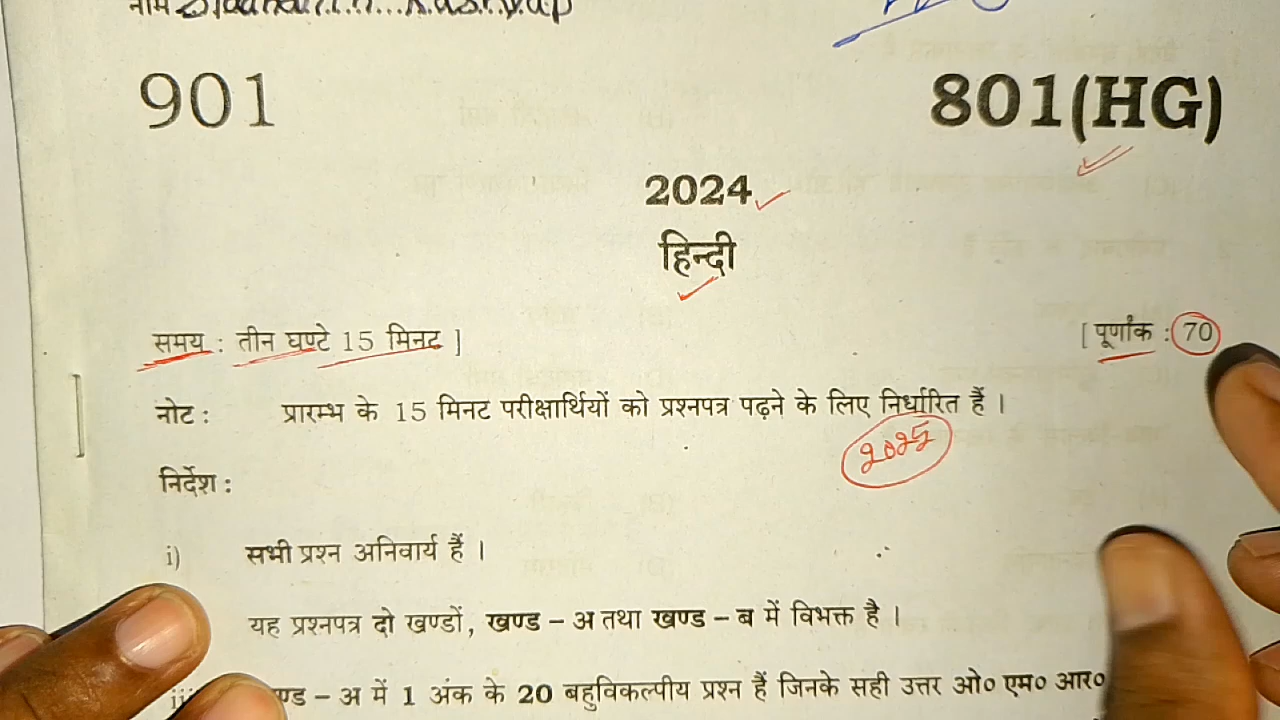 नाम
901
801(HG)
2024
हिन्दी
समय : तीन घण्टे 15 मिनट ]
[ पूर्णांक : 70
नोट : प्रारम्भ के 15 मिनट परीक्षार्थियों को प्रश्नपत्र पढ़ने के लिए निर्धारित हैं ।
2025
निर्देश :
i) सभी प्रश्न अनिवार्य हैं ।
यह प्रश्नपत्र दो खण्डों, खण्ड – अ तथा खण्ड – ब में विभक्त है ।
– अ में 1 अंक के 20 बहुविकल्पीय प्रश्न हैं जिनके सही उत्तर ओ० एम० आर०